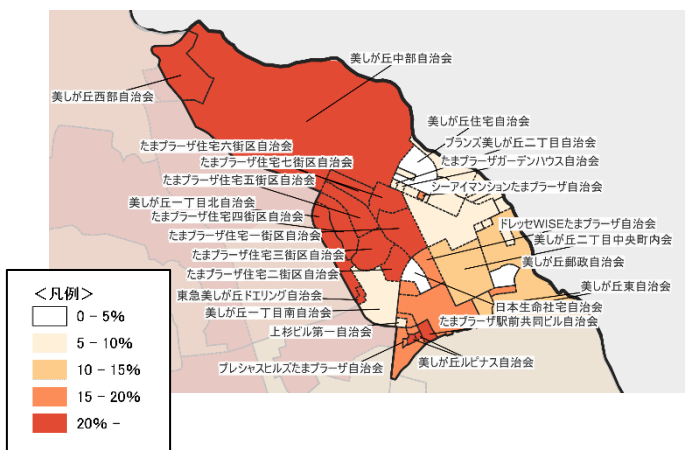 美しが丘中部自治会
美しが丘西部自治会
美しが丘住宅自治会
ブランズ美しが丘二丁目自治会
たまプラーザ住宅六街区自治会
たまプラーザ住宅七街区自治会
たまプラーザガーデンハウス自治会
たまプラーザ住宅五街区自治会
シーアイマンションたまプラーザ自治会
美しが丘一丁目北自治会
たまプラーザ住宅四街区自治会
ドレッセWISEたまプラーザ自治会
たまプラーザ住宅一街区自治会
美しが丘二丁目中央町内会
たまプラーザ住宅三街区自治会
美しが丘郵政自治会
たまプラーザ住宅二街区自治会
美しが丘東自治会
東急美しが丘ドエリング自治会
日本生命社宅自治会
美しが丘一丁目南自治会
たまプラーザ駅前共同ビル自治会
上杉ビル第一自治会
プレシャスヒルズたまプラーザ自治会
美しが丘ルピナス自治会
＜凡例＞
0 - 5%
5 - 10%
10 - 15%
15 - 20%
20% -